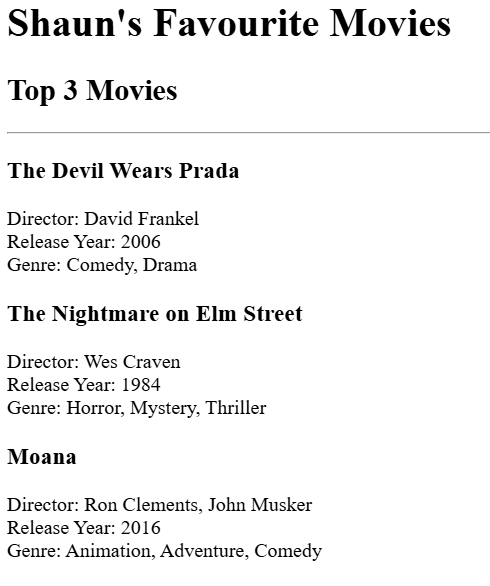 Shaun's Favourite Movies
Top 3 Movies
The Devil Wears Prada
Director: David Frankel
Release Year: 2006
Genre: Comedy, Drama
The Nightmare on Elm Street
Director: Wes Craven
Release Year: 1984
Genre: Horror, Mystery, Thriller
Moana
Director: Ron Clements, John Musker
Release Year: 2016
Genre: Animation, Adventure, Comedy